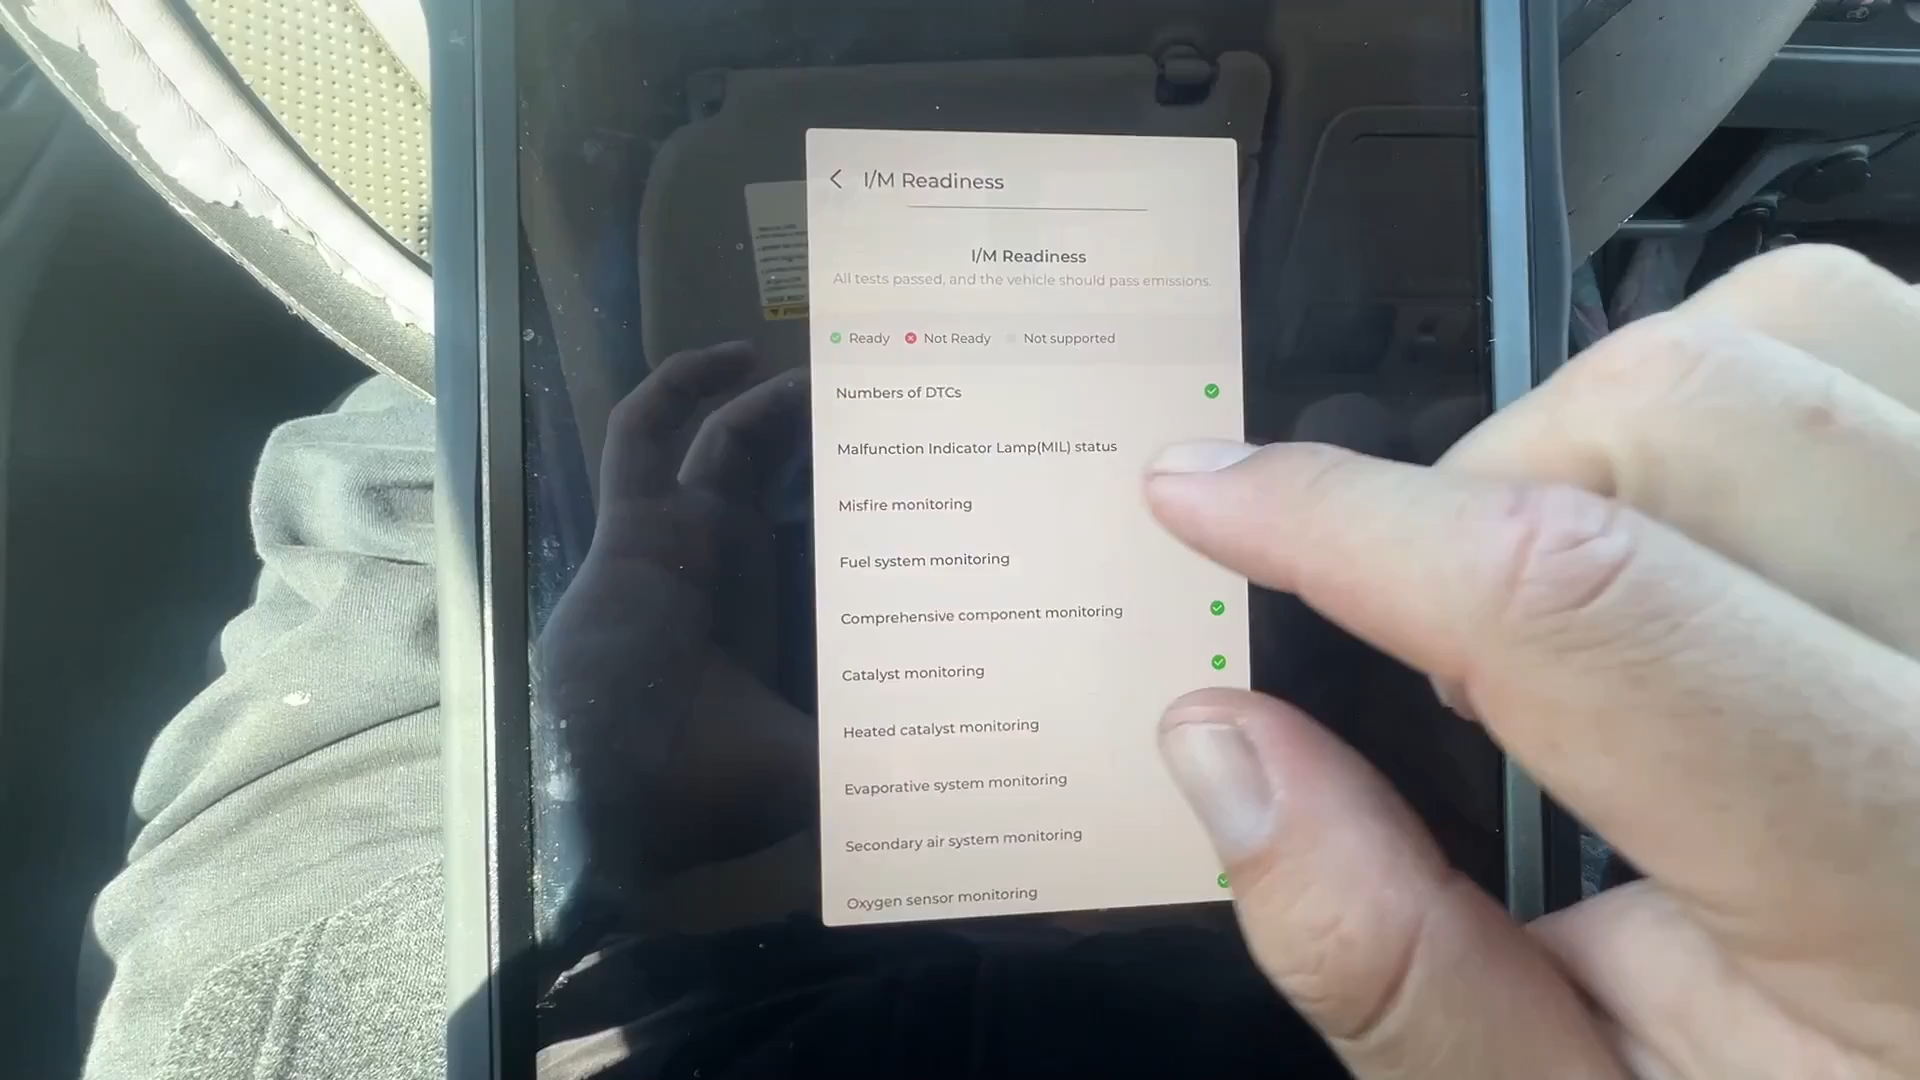 I/M Readiness
I/M Readiness
All tests passed, and the vehicle should pass emissions.
Ready Not Ready Not supported
Numbers of DTCs
Malfunction Indicator Lamp(MIL) status
Misfire monitoring
Fuel system monitoring
Comprehensive component monitoring
Catalyst monitoring
Heated catalyst monitoring
Evaporative system monitoring
Secondary air system monitoring
Oxygen sensor monitoring